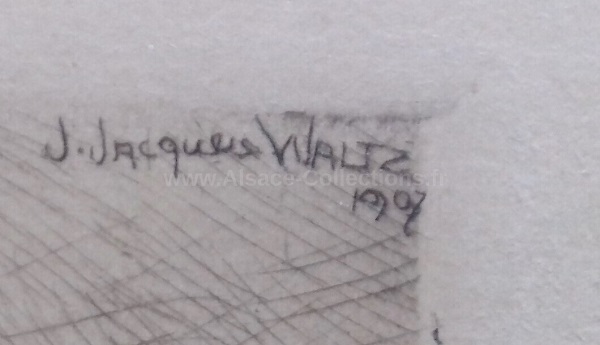 J. Jacques WALTZ
www.Alsace-Collections.fr
1907